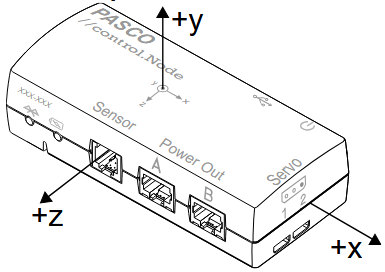 +y
PASCO
//control.Node
y
x
z
XXX-XXX
Sensor
Power Out
A
B
Servo
1 2
+z
+x